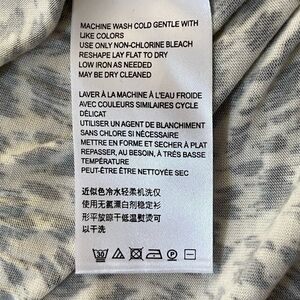 MACHINE WASH COLD GENTLE WITH
LIKE COLORS
USE ONLY NON-CHLORINE BLEACH
RESHAPE LAY FLAT TO DRY
LOW IRON AS NEEDED
MAY BE DRY CLEANED
LAVER À LA MACHINE À L'EAU FROIDE
AVEC COULEURS SIMILAIRES CYCLE
DÉLICAT
UTILISER UN AGENT DE BLANCHIMENT
SANS CHLORE SI NÉCESSAIRE
METTRE EN FORME ET SÉCHER À PLAT
REPASSER, AU BESOIN, À TRÈS BASSE
TEMPÉRATURE
PEUT-ÊTRE ÊTRE NETTOYÉE SEC
近似色冷轻柔机洗仅
使用无氯漂白剂稳定衫
形平放晾干低温熨烫可
以干洗
30